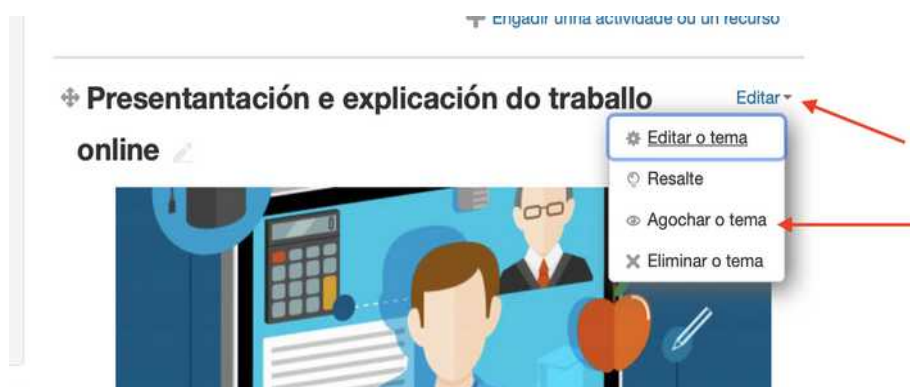 Engadir unha actividade ou un recurso
Presentantación e explicación do traballo
online
Editar
Editar o tema
Resalte
Agochar o tema
Eliminar o tema